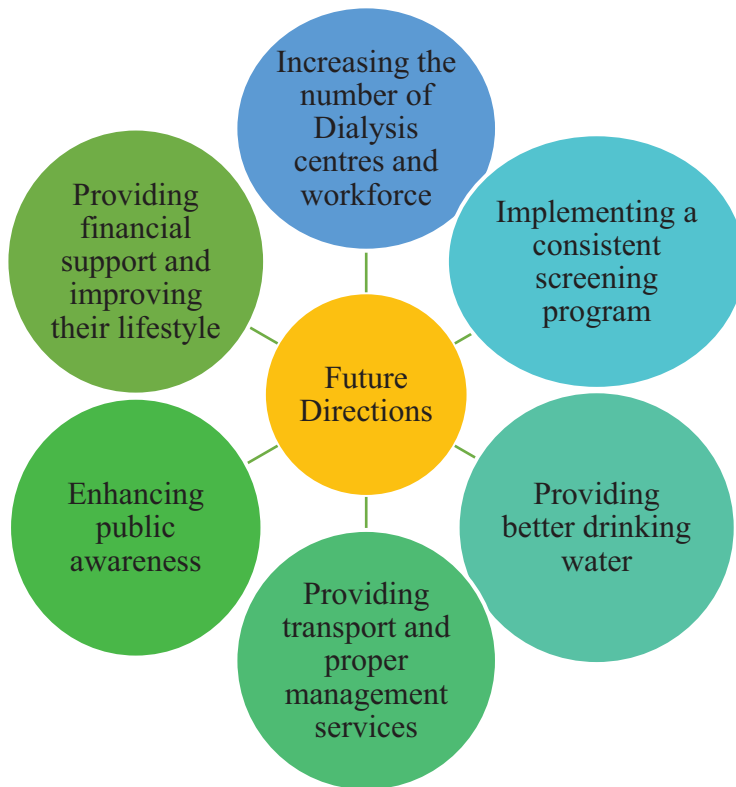 Increasing the
number of
Dialysis
centres and
workforce
Implementing a
consistent
screening
program
Providing
better drinking
water
Providing
transport and
proper
management
services
Enhancing
public
awareness
Providing
financial
support and
improving
their lifestyle
Future
Directions